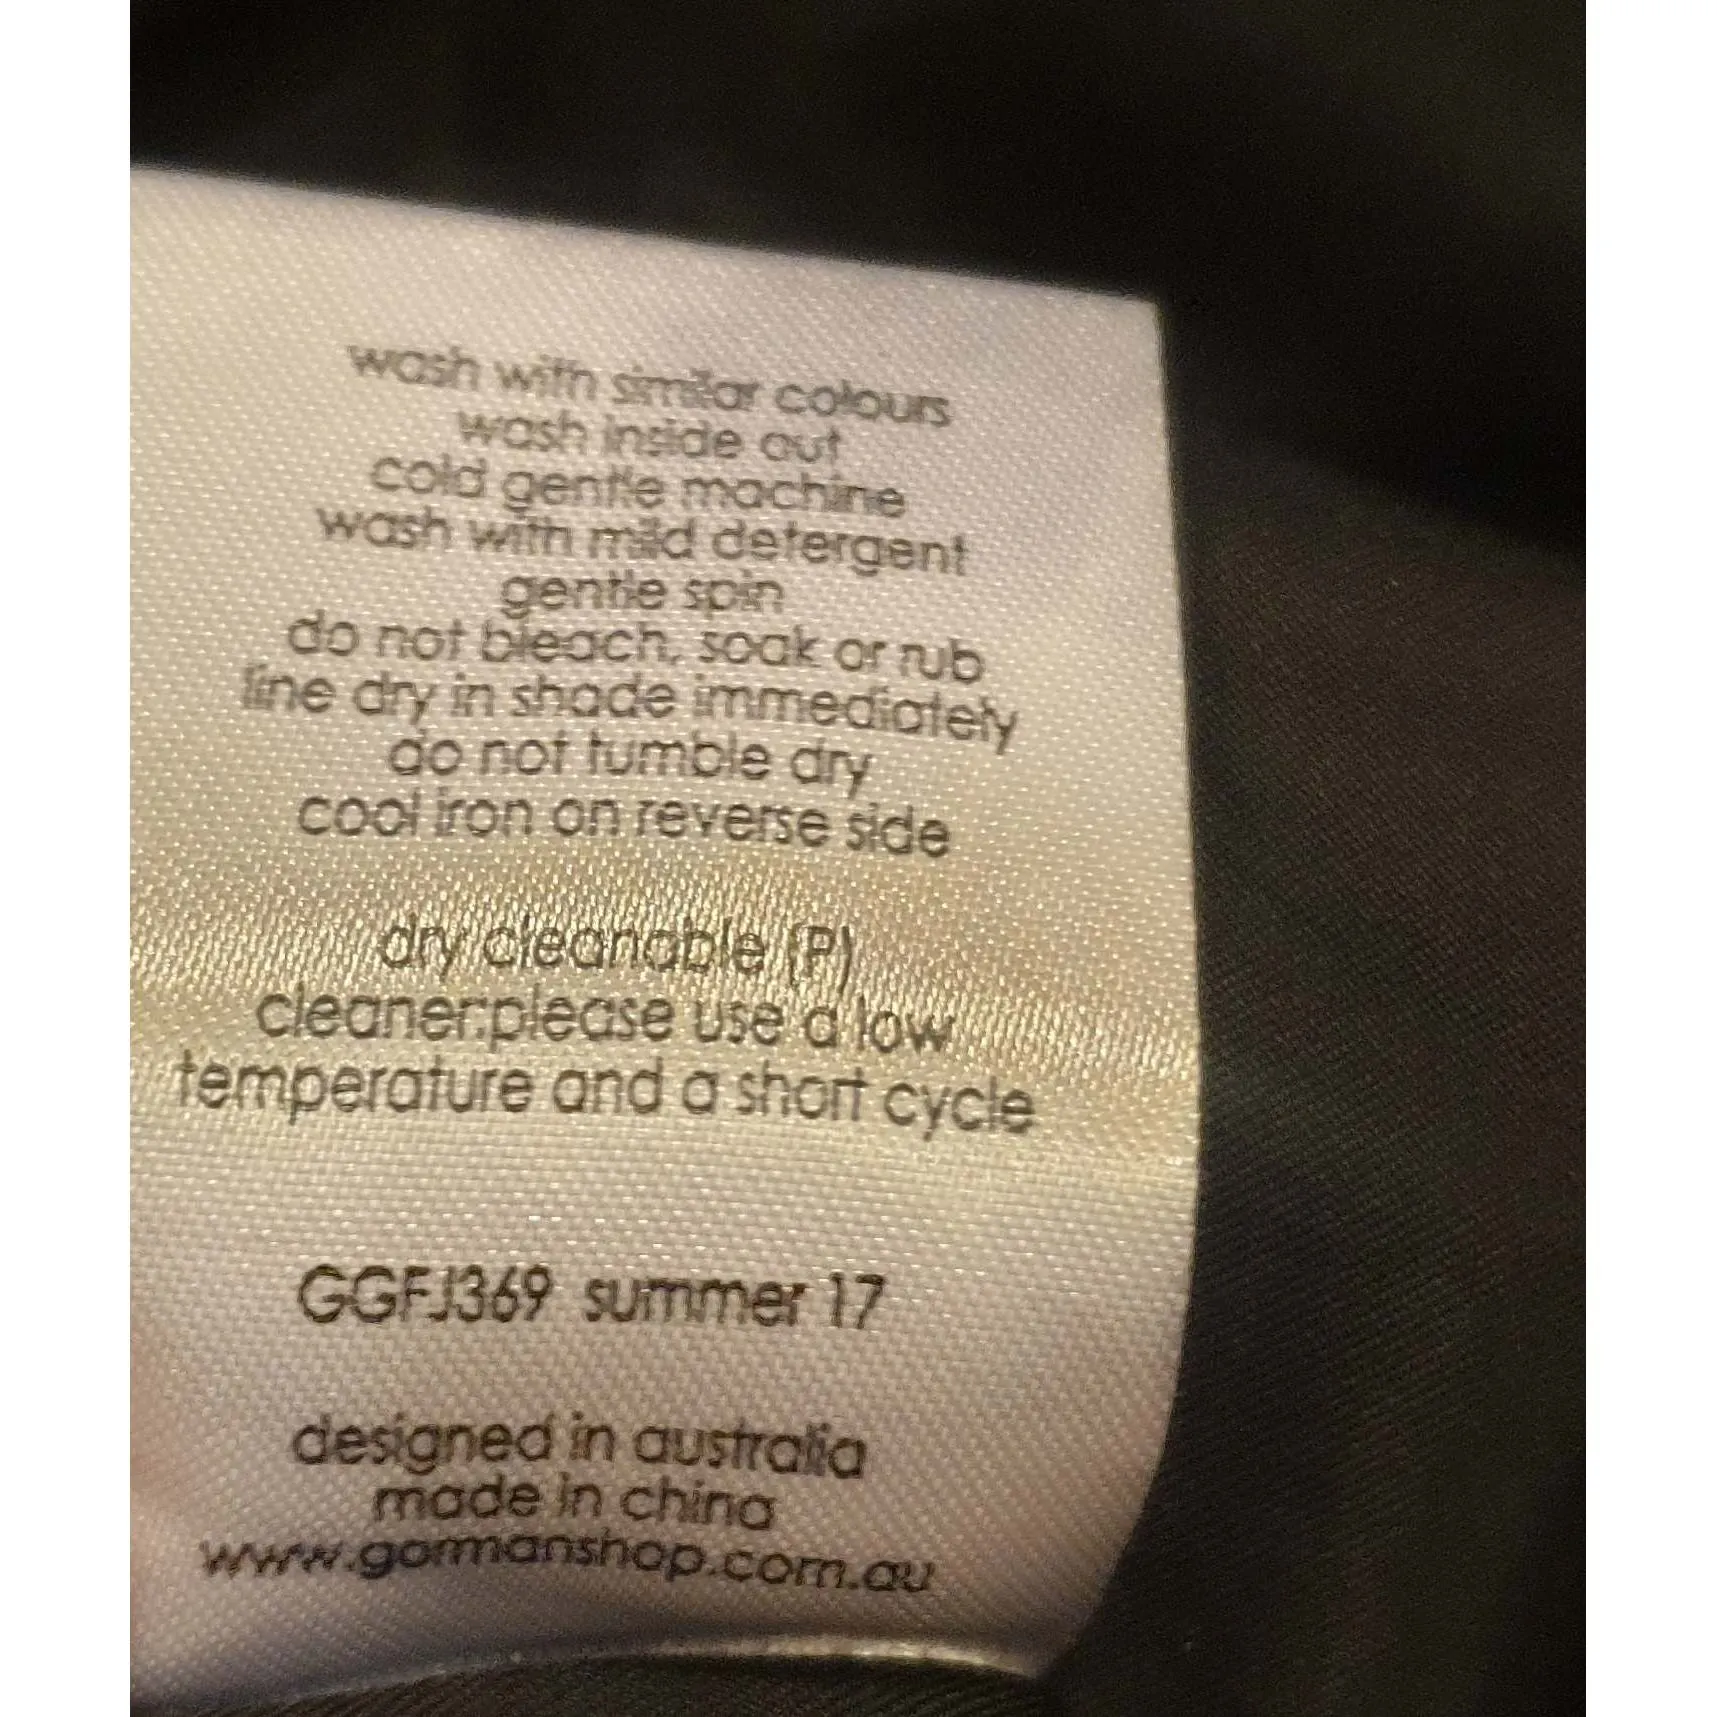 wash with similar colours
wash inside out
cold gentle machine
wash with mild detergent
gentle spin
do not bleach, soak or rub
line dry in shade immediately
do not tumble dry
cool iron on reverse side
dry cleanable (P)
cleaner:please use a low
temperature and a short cycle
GGFJ369 summer 17
designed in australia
made in china
www.gormanshop.com.au